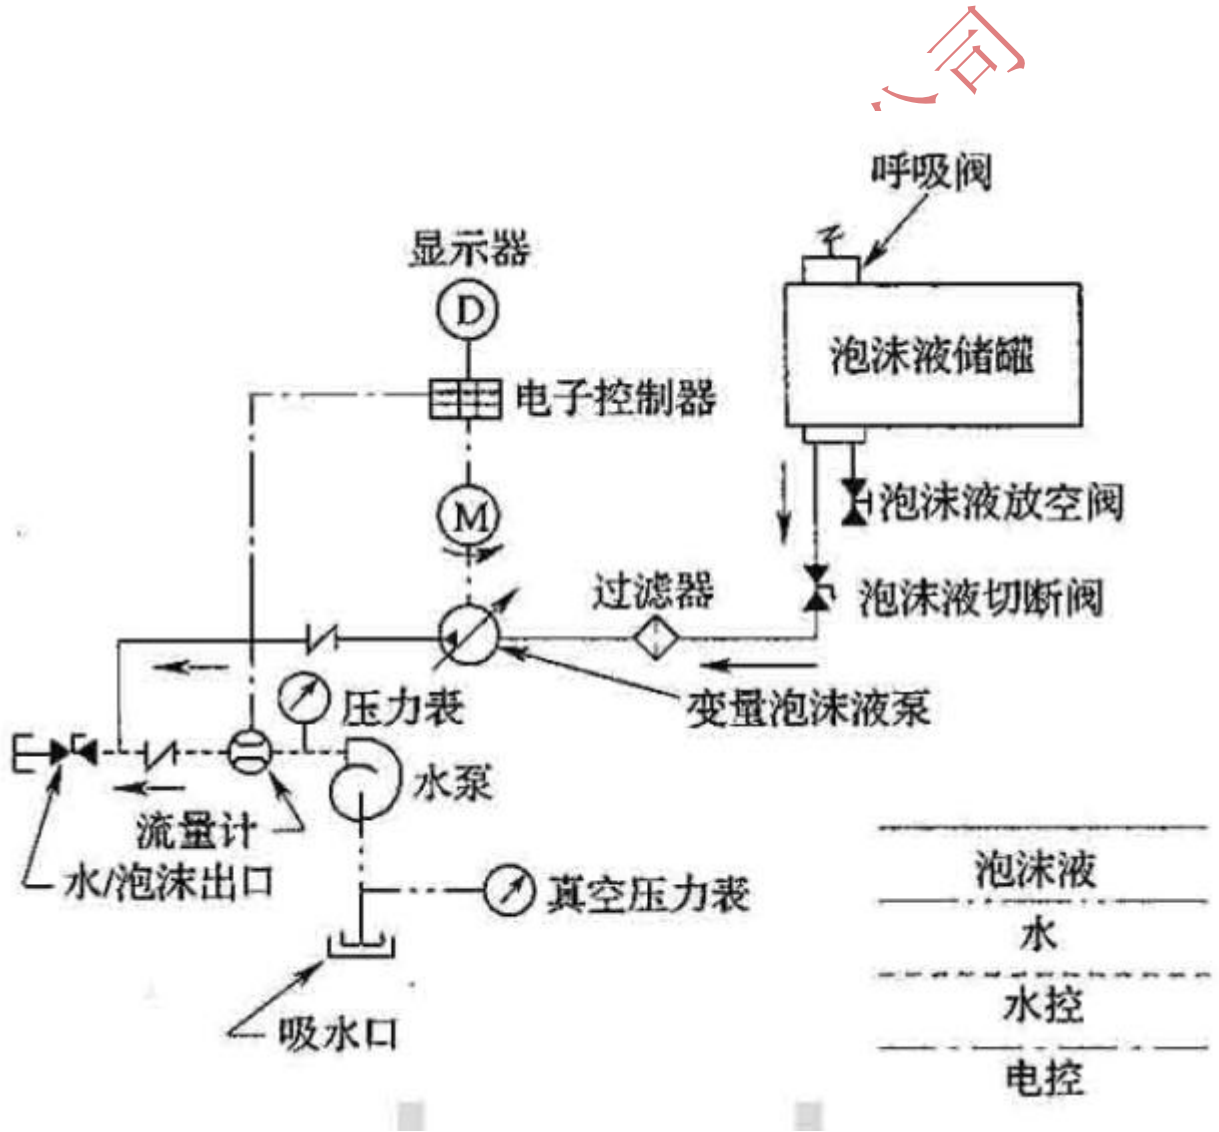 司
呼吸阀
显示器
D
泡沫液储罐
电子控制器
M
泡沫液放空阀
过滤器
泡沫液切断阀
压力表
变量泡沫液泵
水泵
流量计
水/泡沫出口
真空压力表
吸水口
泡沫液
水
水控
电控